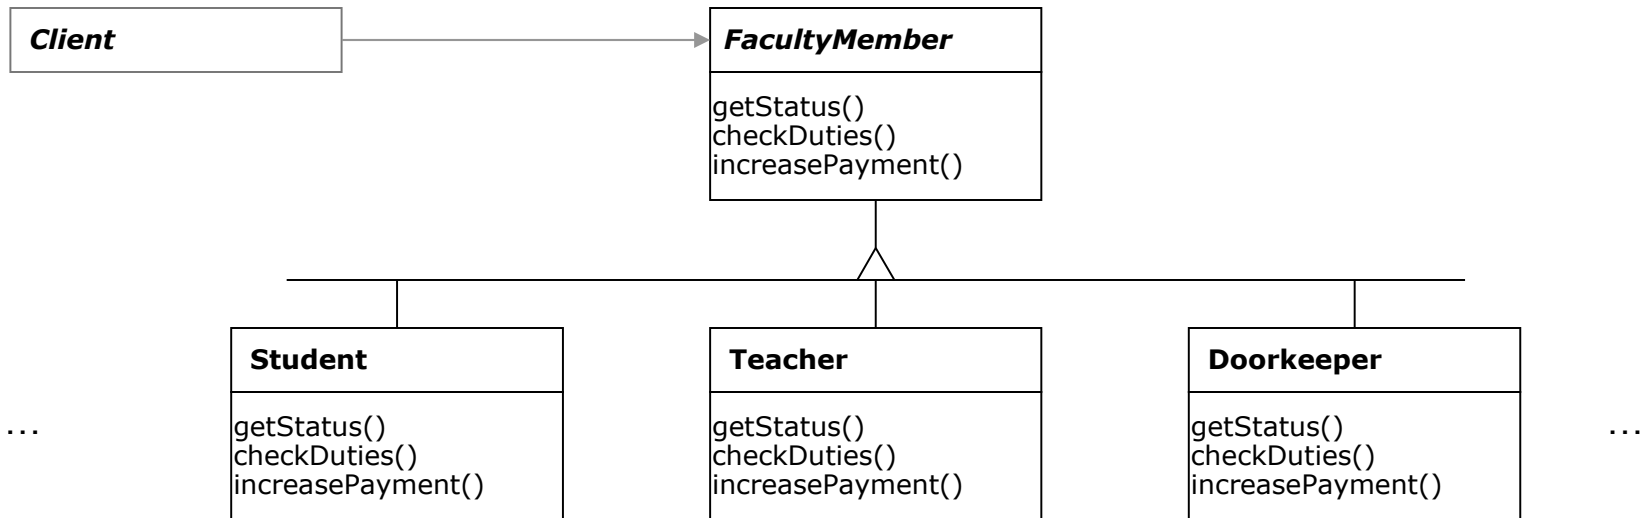 Client
FacultyMember
getStatus()
checkDuties()
increasePayment()
Student
Teacher
Doorkeeper
...
getStatus()
checkDuties()
increasePayment()
getStatus()
checkDuties()
increasePayment()
getStatus()
checkDuties()
increasePayment()
...